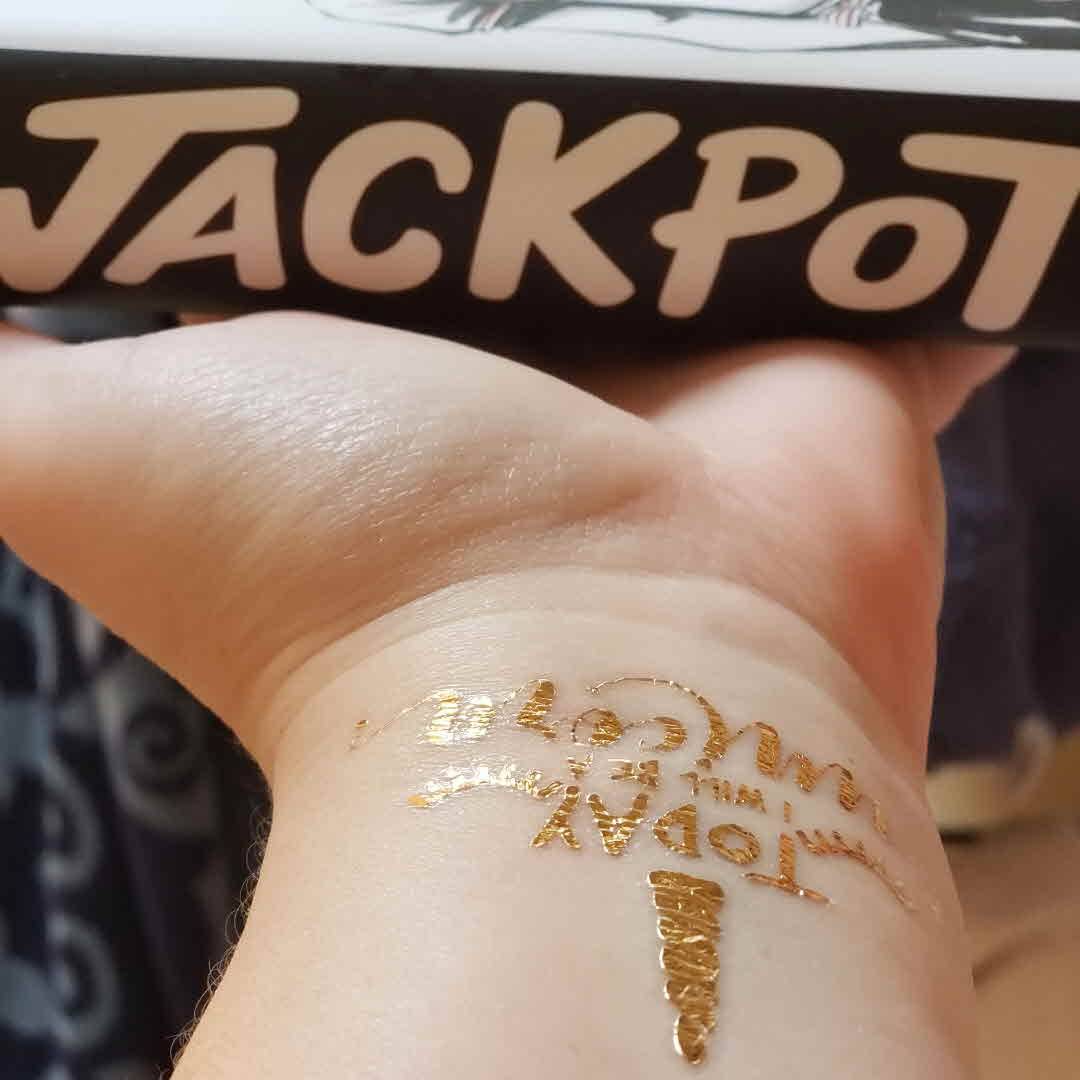 JACKPOT
TODAY
I WILL BE
unicorn